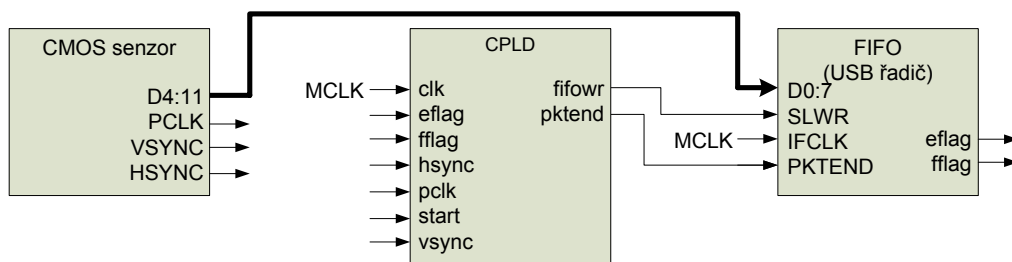 CMOS senzor
D4:11
PCLK
VSYNC
HSYNC
MCLK
CPLD
clk
eflag
fflag
hsync
pclk
start
vsync
fifowr
pktend
MCLK
FIFO
(USB řadič)
D0:7
SLWR
IFCLK
PKTEND
eflag
fflag